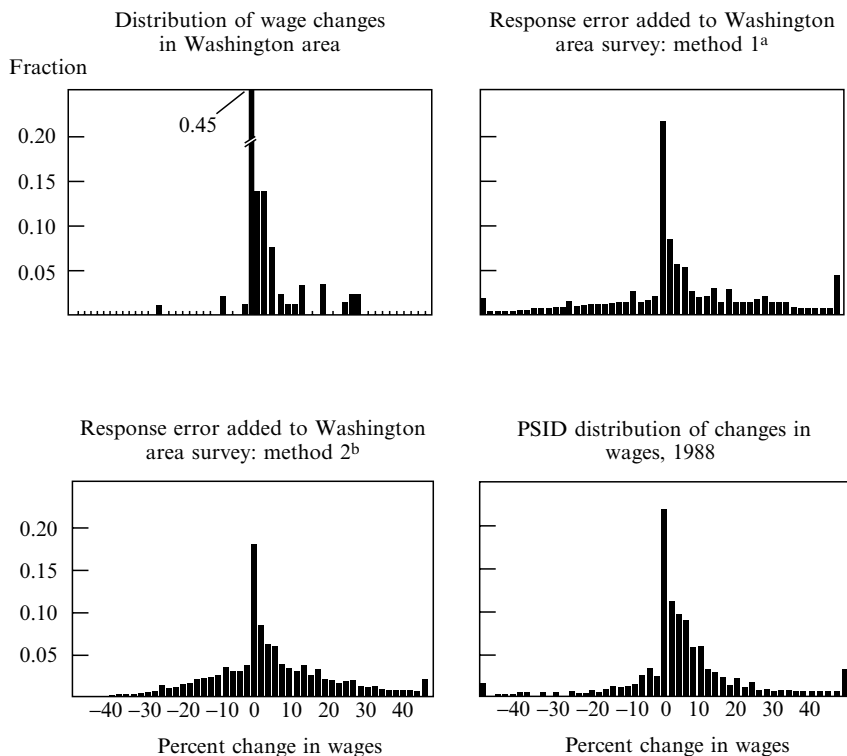 Distribution of wage changes
in Washington area
Fraction
0.45
0.20
0.15
0.10
0.05
Response error added to Washington
area survey: method 1a
Response error added to Washington
area survey: method 2b
0.20
0.15
0.10
0.05
−40 −30 −20 −10 0 10 20 30 40
Percent change in wages
PSID distribution of changes in
wages, 1988
−40 −30 −20 −10 0 10 20 30 40
Percent change in wages